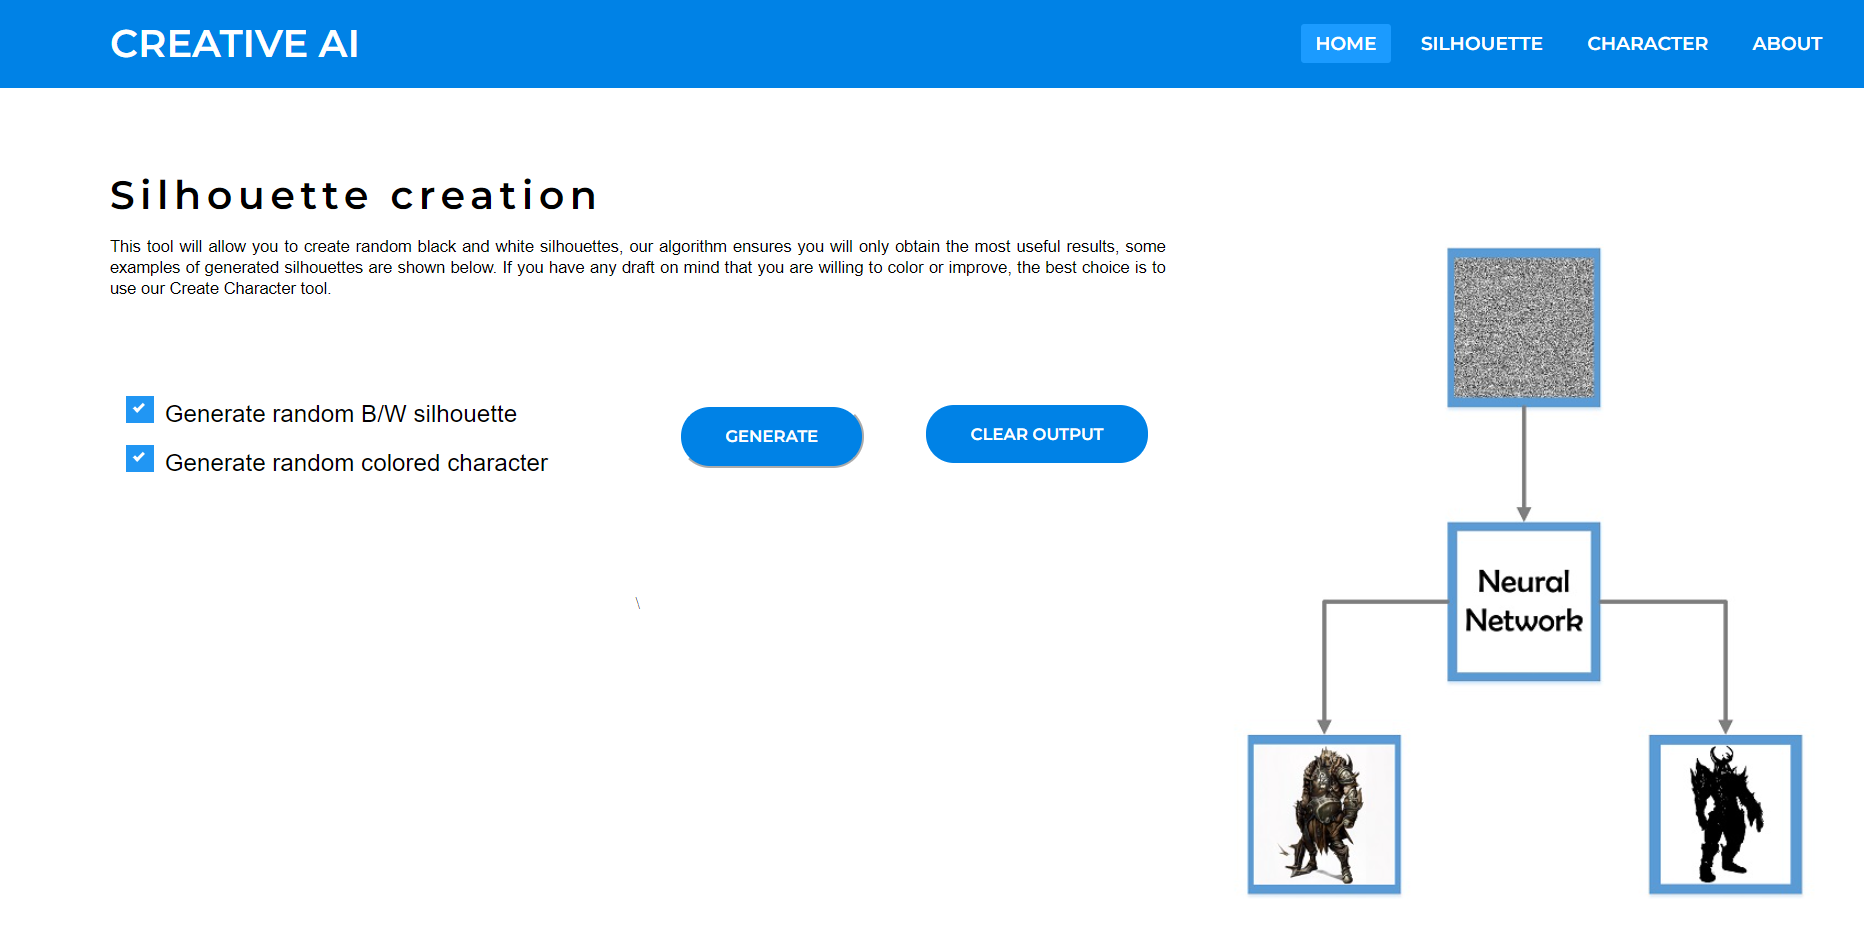 CREATIVE AI
HOME SILHOUETTE CHARACTER ABOUT
Silhouette creation
This tool will allow you to create random black and white silhouettes, our algorithm ensures you will only obtain the most useful results, some
examples of generated silhouettes are shown below. If you have any draft on mind that you are willing to color or improve, the best choice is to
use our Create Character tool.
Generate random B/W silhouette
Generate random colored character
GENERATE
CLEAR OUTPUT
\
Neural
Network